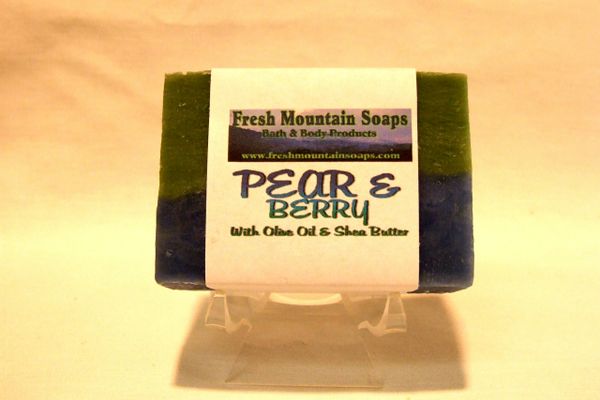 Fresh Mountain Soaps
Bath & Body Products
www.freshmountainsoaps.com
PEAR &
BERRY
With Olive Oil & Shea Butter